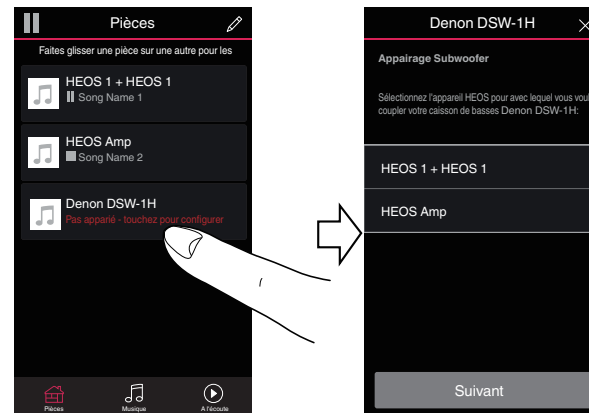 Pièces
Faites glisser une pièce sur une autre pour les
HEOS 1 + HEOS 1
Song Name 1
HEOS Amp
Song Name 2
Denon DSW-1H
Pas apparié - touchez pour configurer
Pièces
Musique
A l'écoute
Denon DSW-1H
Appairage Subwoofer
Sélectionnez l'appareil HEOS pour avec lequel vous voul
coupler votre caisson de basses Denon DSW-1H:
HEOS 1 + HEOS 1
HEOS Amp
Suivant